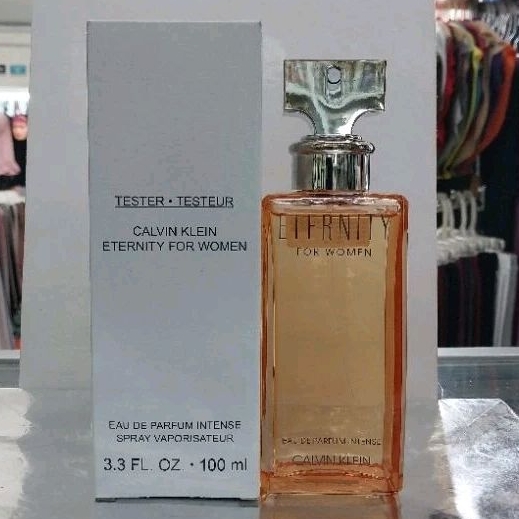 TESTER • TESTEUR
CALVIN KLEIN
ETERNITY FOR WOMEN
EAU DE PARFUM INTENSE
SPRAY VAPORISATEUR
3.3 FL. OZ. • 100 ml
ETERNITY
FOR WOMEN
EAU DE PARFUM INTENSE
CALVIN KLEIN